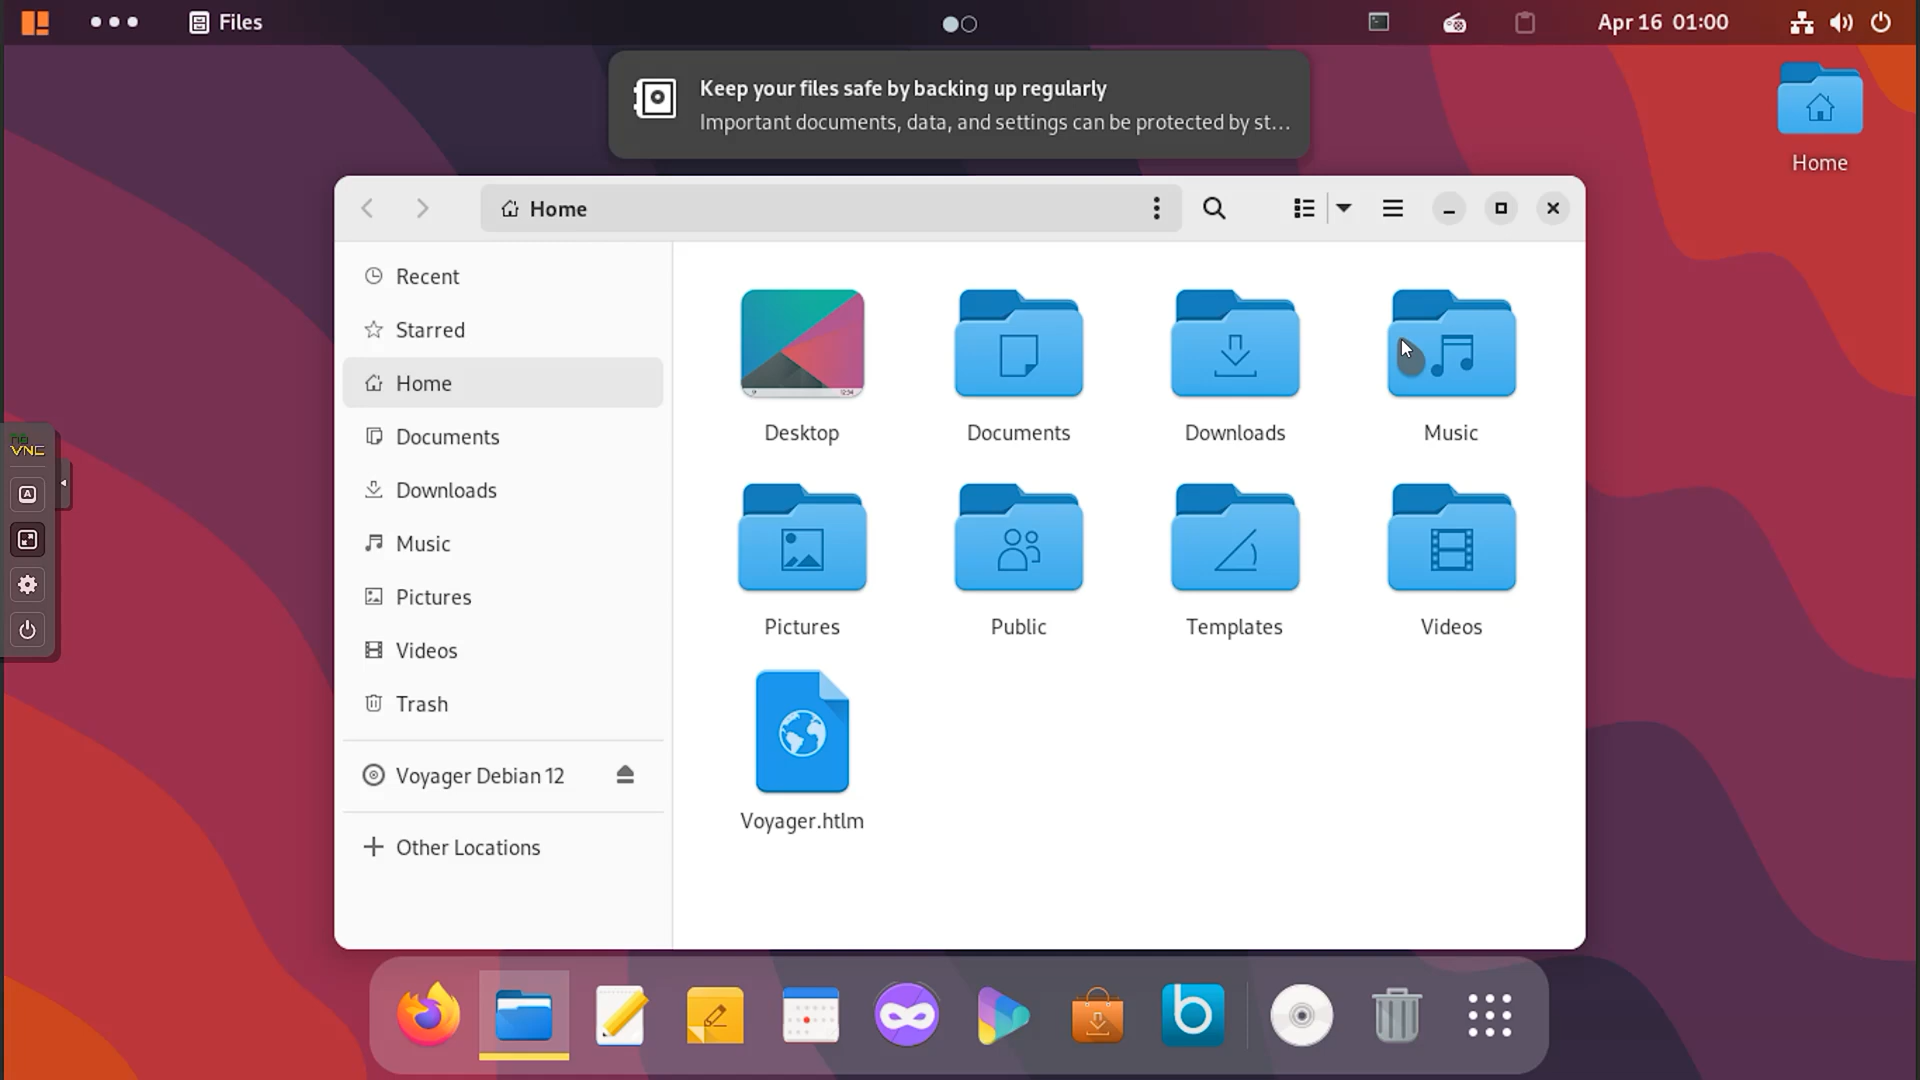 Files
Apr 16 01:00
Keep your files safe by backing up regularly
Important documents, data, and settings can be protected by st...
Home
Home
Recent
Starred
Home
Documents
Downloads
Music
Pictures
Videos
Trash
Voyager Debian 12
Other Locations
Desktop
Documents
Downloads
Music
Pictures
Public
Templates
Videos
Voyager.htlm
no
VNC
A
b